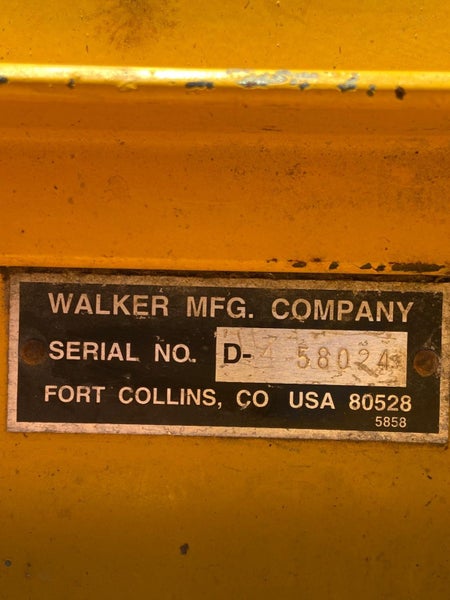 WALKER MFG. COMPANY
SERIAL NO. D-4 58024
FORT COLLINS, CO USA 80528
5858